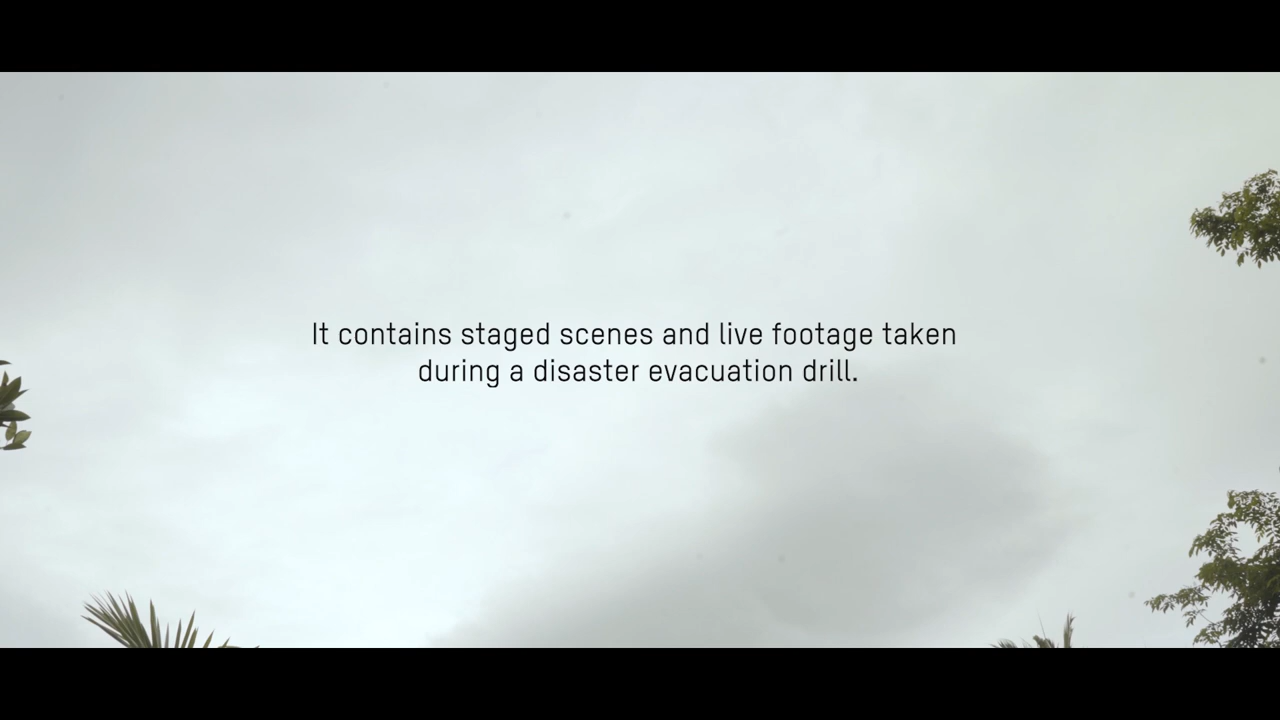 It contains staged scenes and live footage taken
during a disaster evacuation drill.